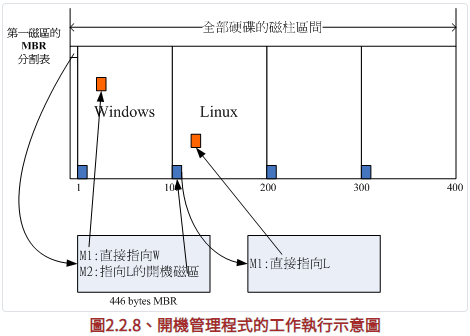 全部硬碟的磁柱區間
第一磁區的
MBR
分割表
Windows
Linux
1
100
200
300
400
M1:直接指向W
M2:指向L的開機磁區
M1:直接指向L
446 bytes MBR
圖2.2.8、開機管理程式的工作執行示意圖